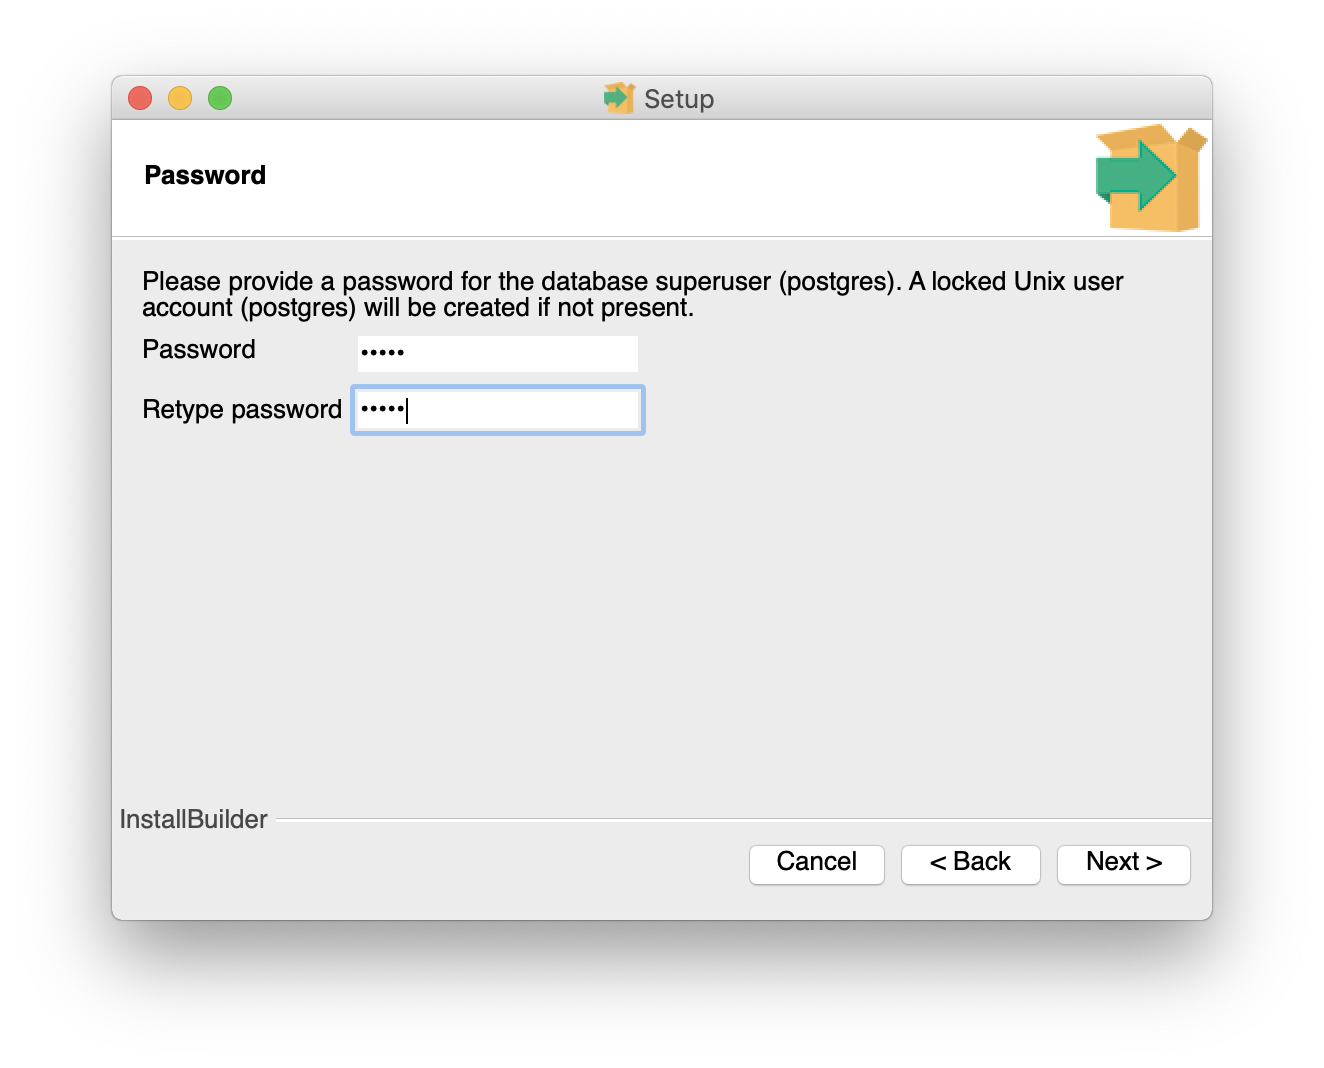 Setup
Password
Please provide a password for the database superuser (postgres). A locked Unix user
account (postgres) will be created if not present.
Password •••••
Retype password •••••
InstallBuilder
Cancel < Back Next >